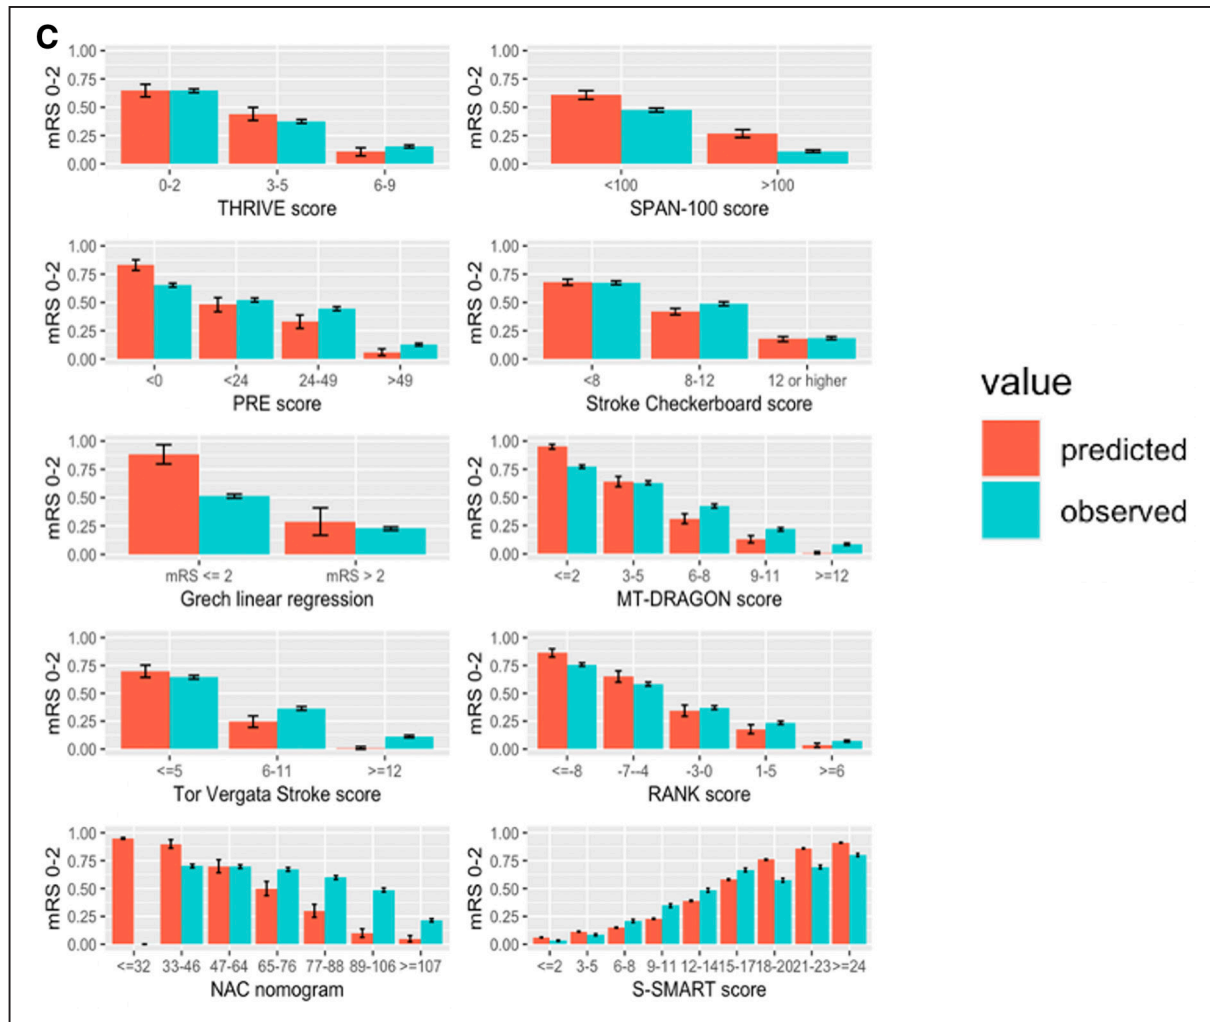 C
mRS 0-2
1.00
0.75
0.50
0.25
0.00
0-2 3-5 6-9
THRIVE score
mRS 0-2
1.00
0.75
0.50
0.25
0.00
<100 >100
SPAN-100 score
mRS 0-2
1.00
0.75
0.50
0.25
0.00
<0 <24 24-49 >49
PRE score
mRS 0-2
1.00
0.75
0.50
0.25
0.00
<8 8-12 12 or higher
Stroke Checkerboard score
mRS 0-2
1.00
0.75
0.50
0.25
0.00
mRS <= 2 mRS > 2
Grech linear regression
mRS 0-2
1.00
0.75
0.50
0.25
0.00
<=2 3-5 6-8 9-11 >=12
MT-DRAGON score
mRS 0-2
1.00
0.75
0.50
0.25
0.00
<=5 6-11 >=12
Tor Vergata Stroke score
mRS 0-2
1.00
0.75
0.50
0.25
0.00
<=-8 -7--4 -3-0 1-5 >=6
RANK score
mRS 0-2
1.00
0.75
0.50
0.25
0.00
<=32 33-46 47-64 65-76 77-88 89-106 >=107
NAC nomogram
mRS 0-2
1.00
0.75
0.50
0.25
0.00
<=2 3-5 6-8 9-11 12-14 15-17 18-20 21-23 >=24
S-SMART score
value
predicted
observed